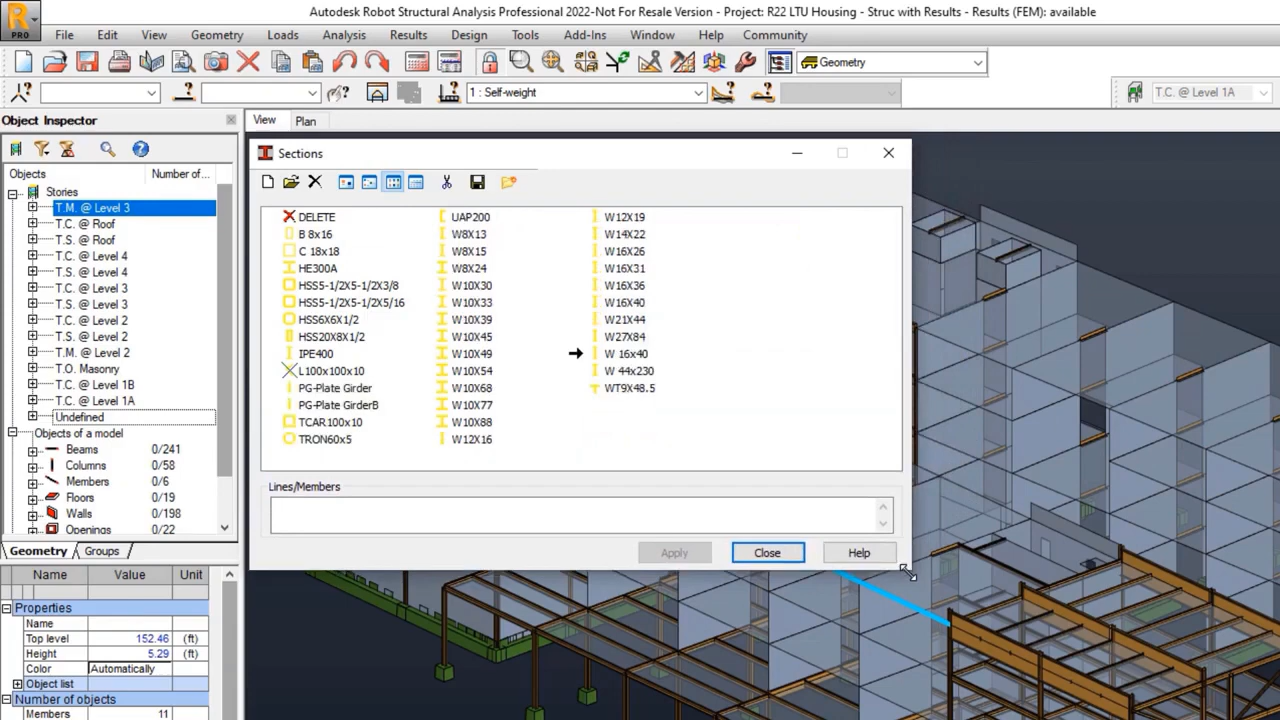 Autodesk Robot Structural Analysis Professional 2022-Not For Resale Version - Project: R22 LTU Housing - Struc with Results - Results (FEM): available
R
PRO
File Edit View Geometry Loads Analysis Results Design Tools Add-Ins Window Help Community
Geometry
1 : Self-weight
T.C. @ Level 1A
Object Inspector
View Plan
Objects Number of...
Stories
T.M. @ Level 3
T.C. @ Roof
T.S. @ Roof
T.C. @ Level 4
T.S. @ Level 4
T.C. @ Level 3
T.S. @ Level 3
T.C. @ Level 2
T.S. @ Level 2
T.M. @ Level 2
T.O. Masonry
T.C. @ Level 1B
T.C. @ Level 1A
Undefined
Objects of a model
Beams 0/241
Columns 0/58
Members 0/6
Floors 0/19
Walls 0/198
Openings 0/22
Geometry Groups
Name Value Unit
Properties
Name
Top level 152.46 (ft)
Height 5.29 (ft)
Color Automatically
Object list
Number of objects
Members 11
Sections
DELETE
B 8x16
C 18x18
HE300A
HSS5-1/2X5-1/2X3/8
HSS5-1/2X5-1/2X5/16
HSS6X6X1/2
HSS20X8X1/2
IPE400
L100x100x10
PG-Plate Girder
PG-Plate GirderB
TCAR100x10
TRON60x5
UAP200
W8X13
W8X15
W8X24
W10X30
W10X33
W10X39
W10X45
W10X49
W10X54
W10X68
W10X77
W10X88
W12X16
W12X19
W14X22
W16X26
W16X31
W16X36
W16X40
W21X44
W27X84
W 16x40
W 44x230
WT9X48.5
Lines/Members
Apply Close Help